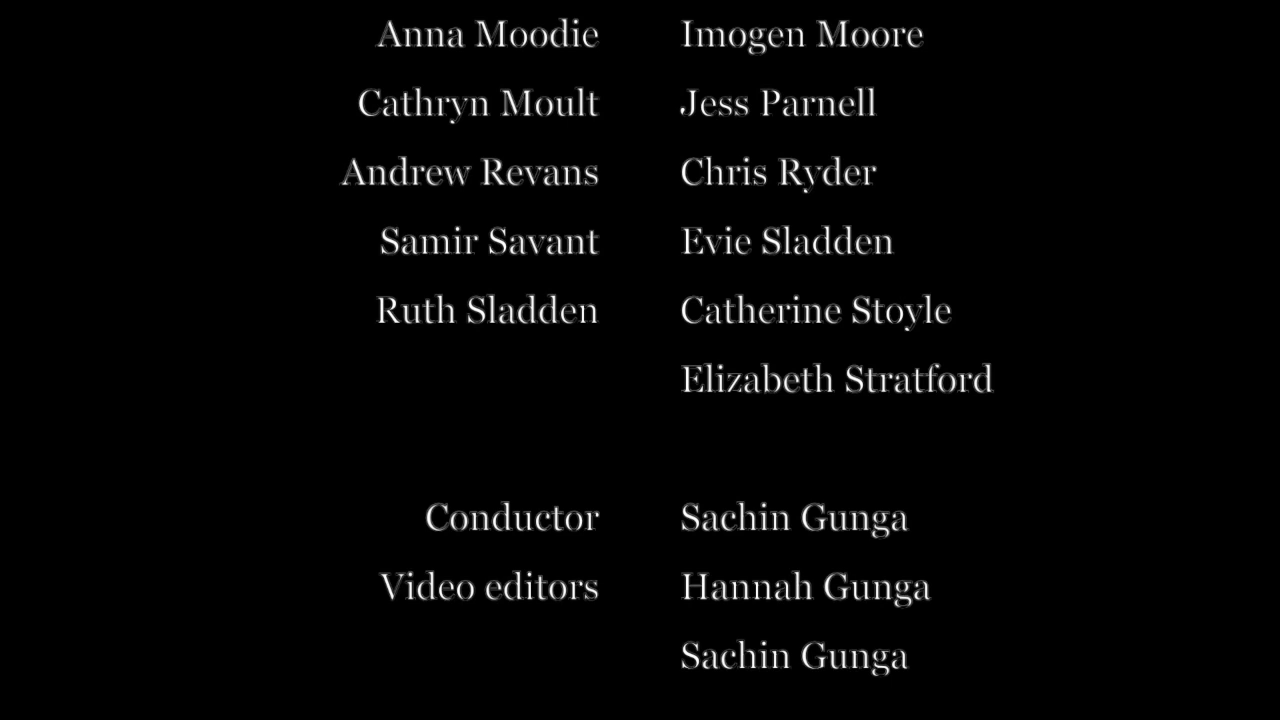 Anna Moodie Imogen Moore
Cathryn Moult Jess Parnell
Andrew Revans Chris Ryder
Samir Savant Evie Sladden
Ruth Sladden Catherine Stoyle
Elizabeth Stratford
Conductor Sachin Gunga
Video editors Hannah Gunga
Sachin Gunga